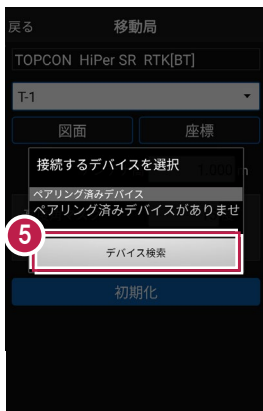 戻る 移動局
TOPCON HiPer SR RTK[BT]
T-1
図面 座標
接続するデバイスを選択
1.000 m
ペアリング済みデバイス
ペアリング済みデバイスがありませ
5
デバイス検索
初期化